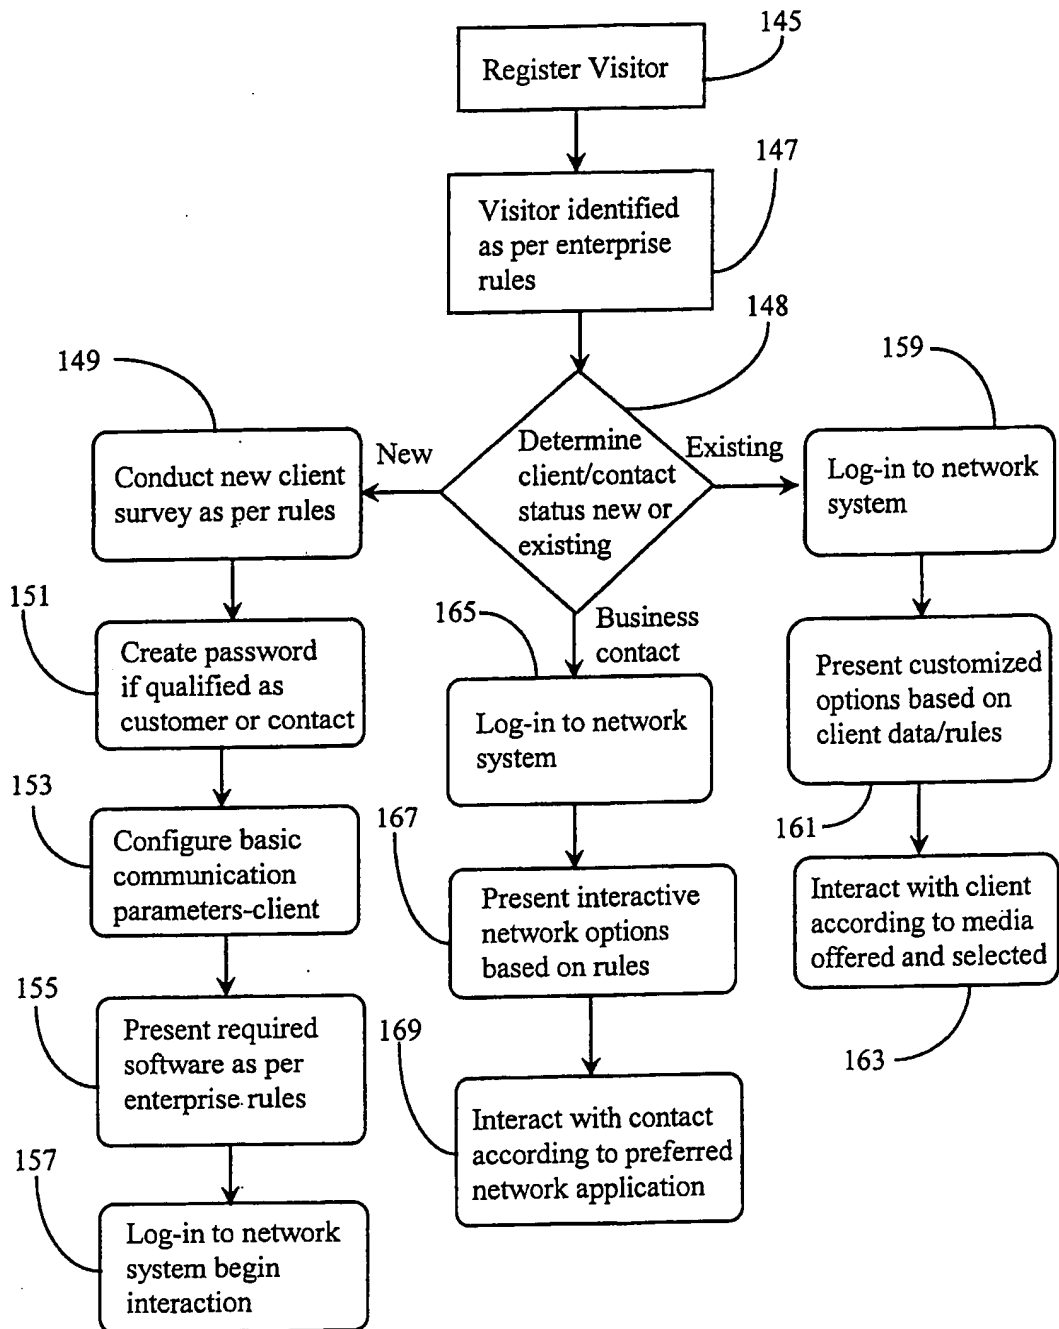 145
Register Visitor
147
Visitor identified
as per enterprise
rules
148
149
159
New
Determine
client/contact
status new or
existing
Existing
Conduct new client
survey as per rules
Log-in to network
system
151
Create password
if qualified as
customer or contact
165
Business
contact
Log-in to network
system
Present customized
options based on
client data/rules
161
153
Configure basic
communication
parameters-client
167
Present interactive
network options
based on rules
Interact with client
according to media
offered and selected
163
155
Present required
software as per
enterprise rules
169
Interact with contact
according to preferred
network application
157
Log-in to network
system begin
interaction